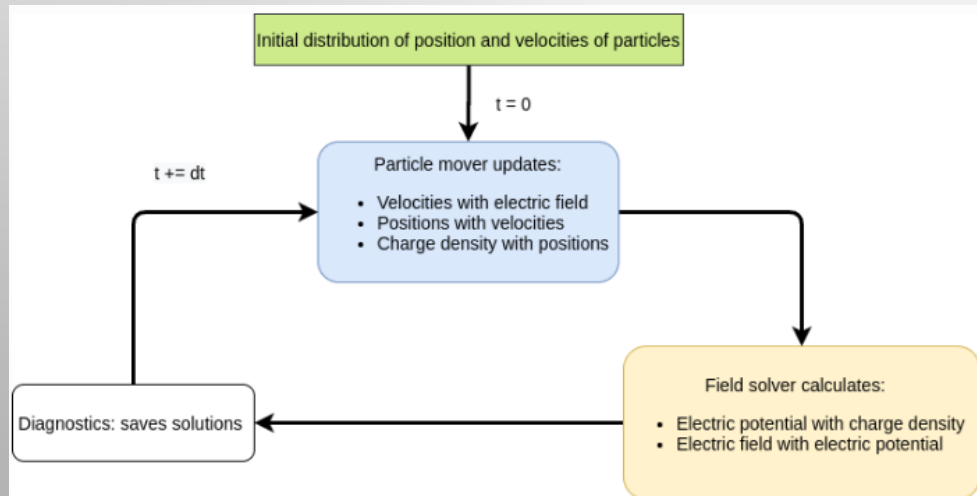 Initial distribution of position and velocities of particles
t = 0
t += dt
Particle mover updates:
• Velocities with electric field
• Positions with velocities
• Charge density with positions
Field solver calculates:
• Electric potential with charge density
• Electric field with electric potential
Diagnostics: saves solutions